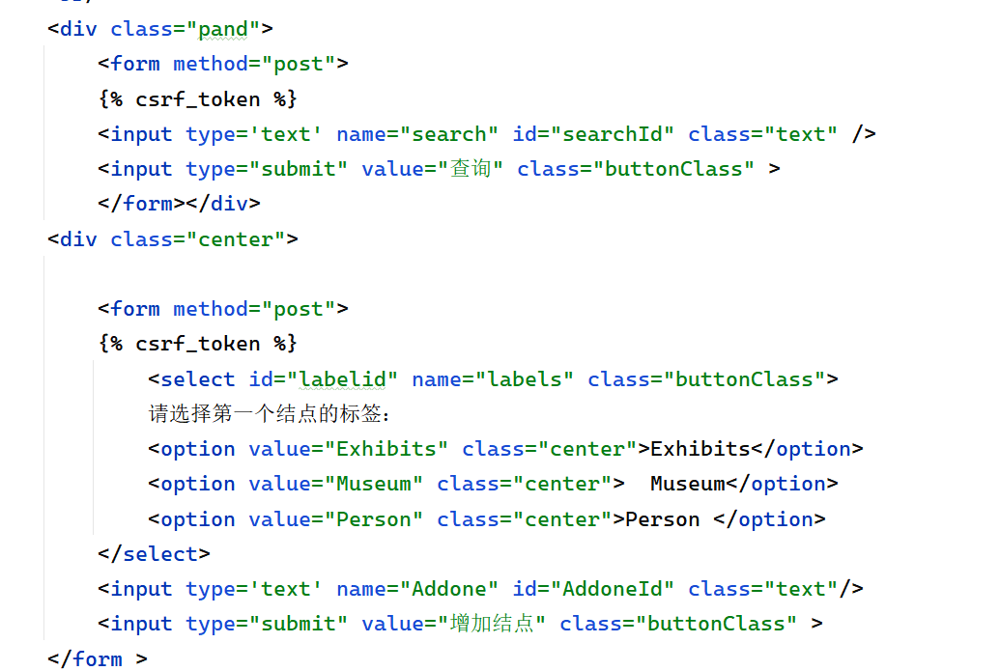 <div class="pand">
<form method="post">
{% csrf_token %}
<input type='text' name="search" id="searchId" class="text" />
<input type="submit" value="查询" class="buttonClass" >
</form></div>
<div class="center">
<form method="post">
{% csrf_token %}
<select id="labelid" name="labels" class="buttonClass">
请选择第一个结点的标签:
<option value="Exhibits" class="center">Exhibits</option>
<option value="Museum" class="center">  Museum</option>
<option value="Person" class="center">Person </option>
</select>
<input type='text' name="Addone" id="AddoneId" class="text"/>
<input type="submit" value="增加结点" class="buttonClass" >
</form >